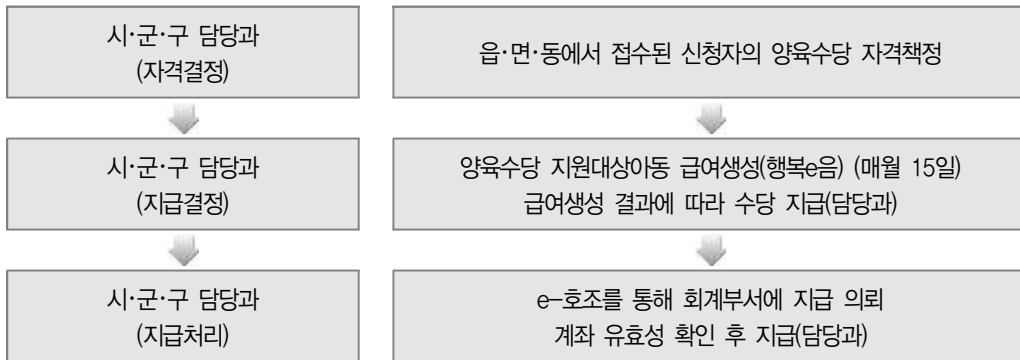 시·군·구 담당과
(자격결정)
읍·면·동에서 접수된 신청자의 양육수당 자격책정
시·군·구 담당과
(지급결정)
양육수당 지원대상아동 급여생성(행복e음) (매월 15일)
급여생성 결과에 따라 수당 지급(담당과)
시·군·구 담당과
(지급처리)
e-호조를 통해 회계부서에 지급 의뢰
계좌 유효성 확인 후 지급(담당과)